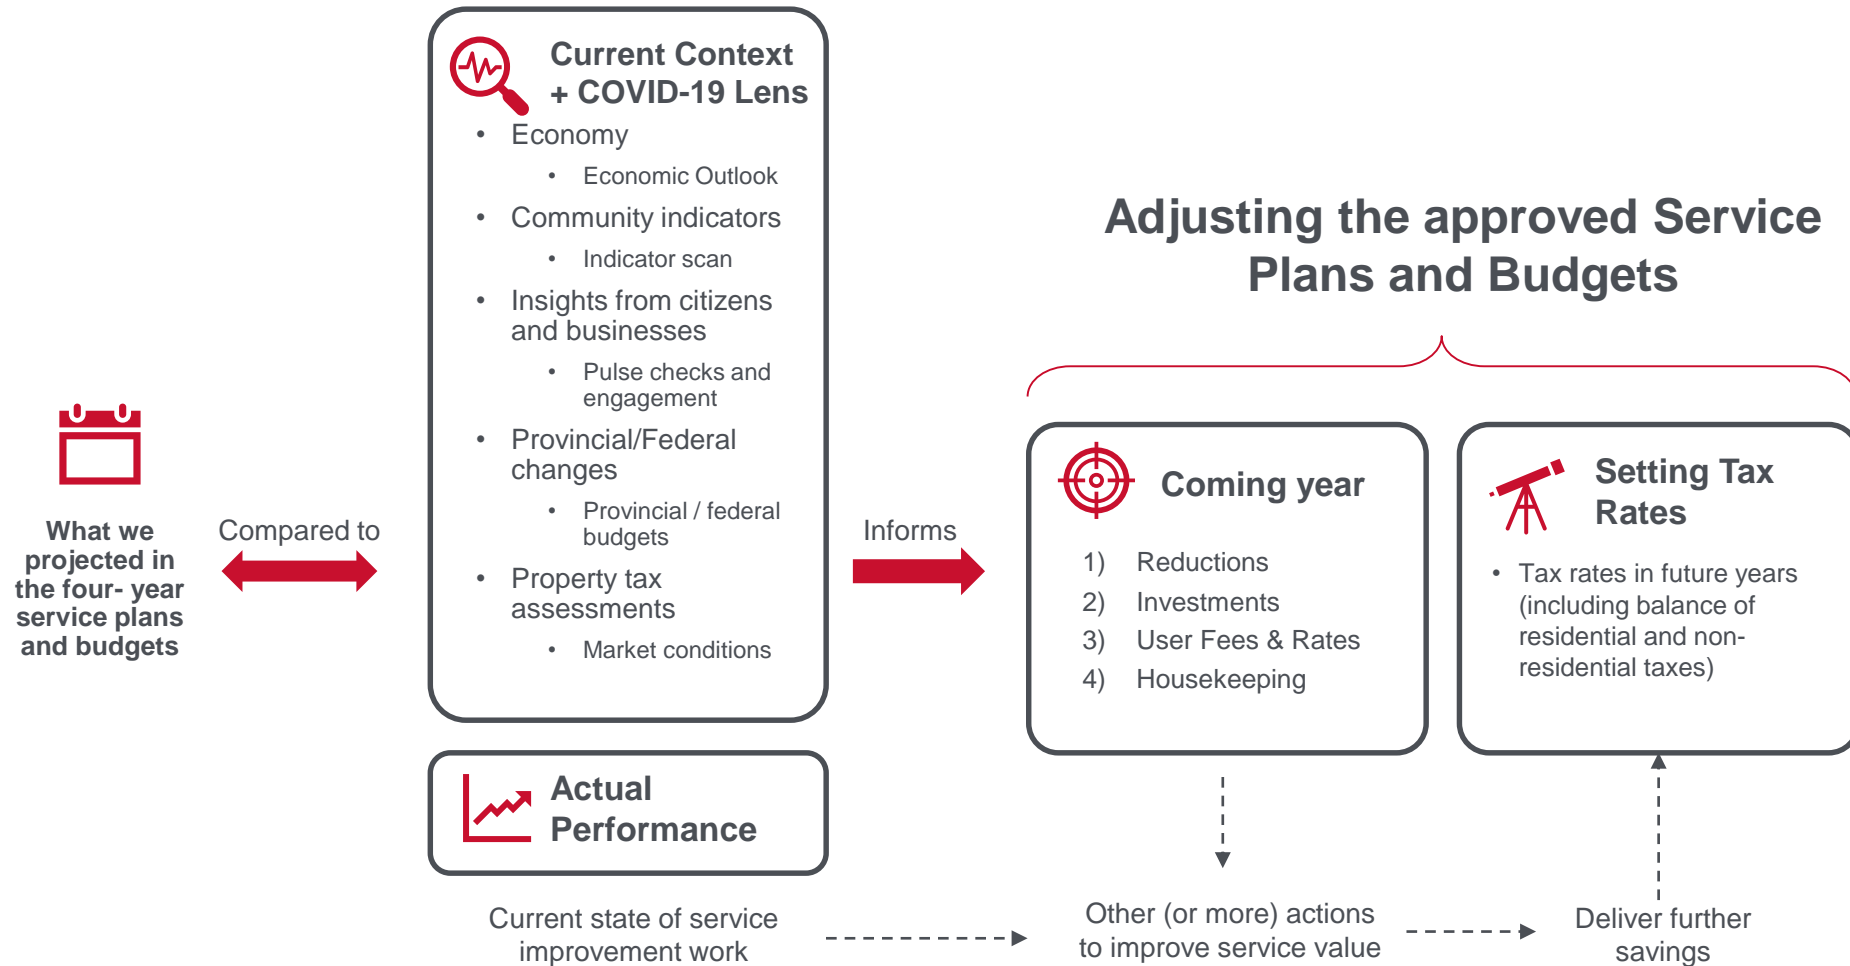 What we
projected in
the four- year
service plans
and budgets
Compared to
Current Context
+ COVID-19 Lens
• Economy
• Economic Outlook
• Community indicators
• Indicator scan
• Insights from citizens
and businesses
• Pulse checks and
engagement
• Provincial/Federal
changes
• Provincial / federal
budgets
• Property tax
assessments
• Market conditions
Actual
Performance
Current state of service
improvement work
Informs
Adjusting the approved Service
Plans and Budgets
Coming year
1) Reductions
2) Investments
3) User Fees & Rates
4) Housekeeping
Setting Tax
Rates
• Tax rates in future years
(including balance of
residential and non-
residential taxes)
Other (or more) actions
to improve service value
Deliver further
savings